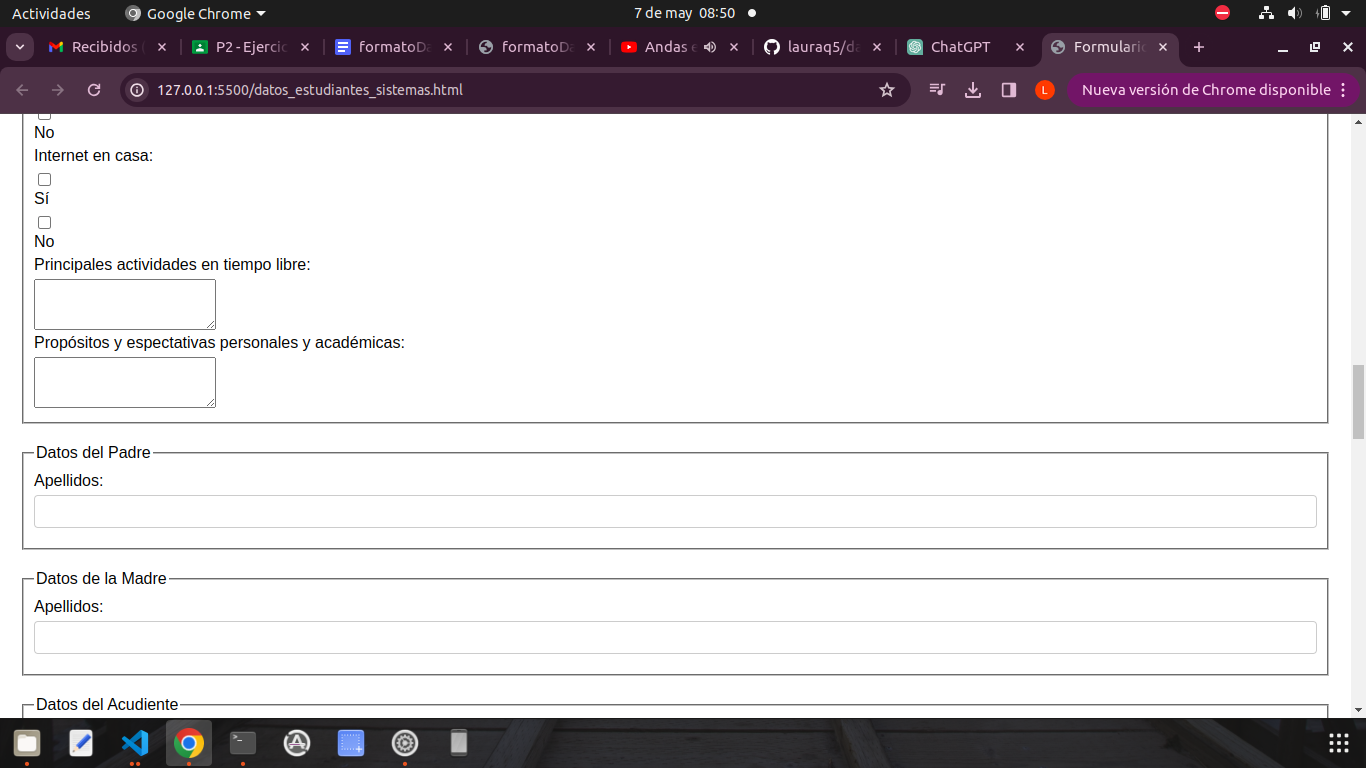 Actividades Google Chrome 7 de may 08:50
Recibidos ( P2 - Ejercic formatoDa formatoDa Andas e lauraq5/da ChatGPT Formulario
127.0.0.1:5500/datos_estudiantes_sistemas.html L Nueva versión de Chrome disponible
No
Internet en casa:
Sí
No
Principales actividades en tiempo libre:
Propósitos y espectativas personales y académicas:
Datos del Padre
Apellidos:
Datos de la Madre
Apellidos:
Datos del Acudiente